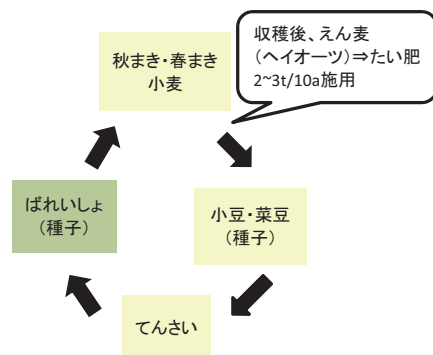 収穫後、えん麦
（ヘイオーツ）⇒たい肥
2~3t/10a施用
秋まき・春まき
小麦
ばれいしょ
（種子）
小豆・菜豆
（種子）
てんさい